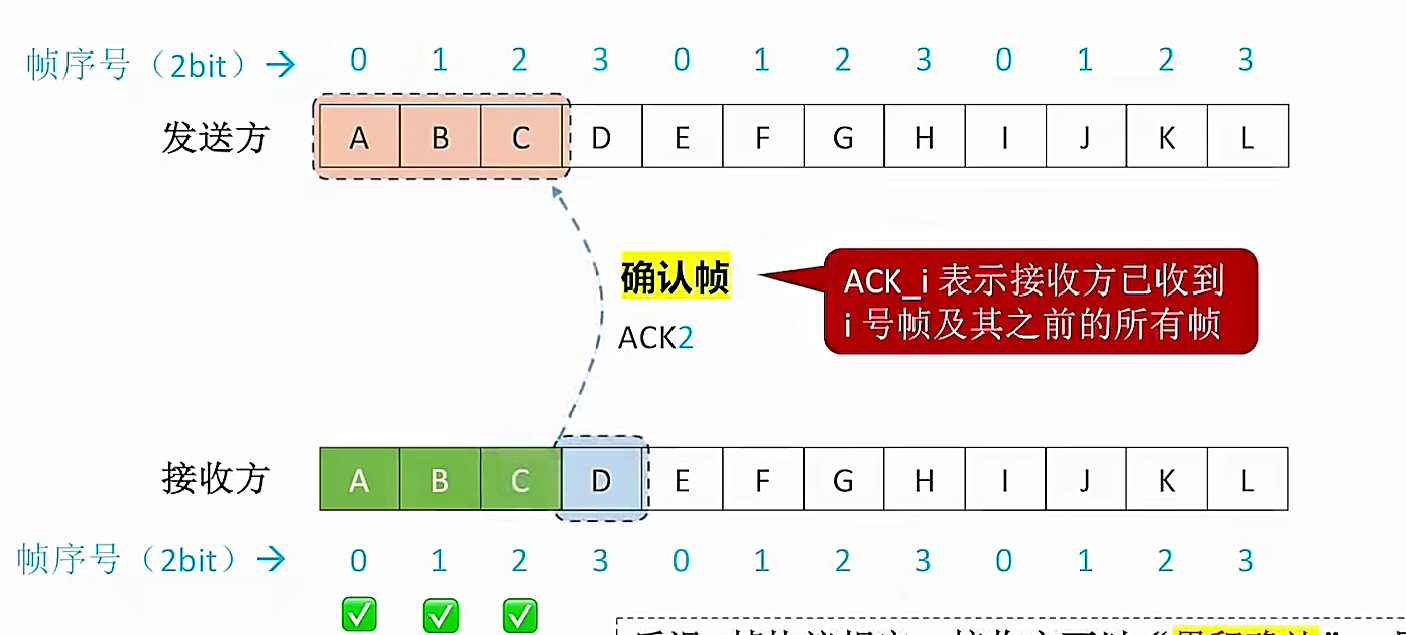 帧序号（2bit）→ 0 1 2 3 0 1 2 3 0 1 2 3
发送方 A B C D E F G H I J K L
确认帧
ACK2
ACK_i 表示接收方已收到
i 号帧及其之前的所有帧
接收方 A B C D E F G H I J K L
帧序号（2bit）→ 0 1 2 3 0 1 2 3 0 1 2 3